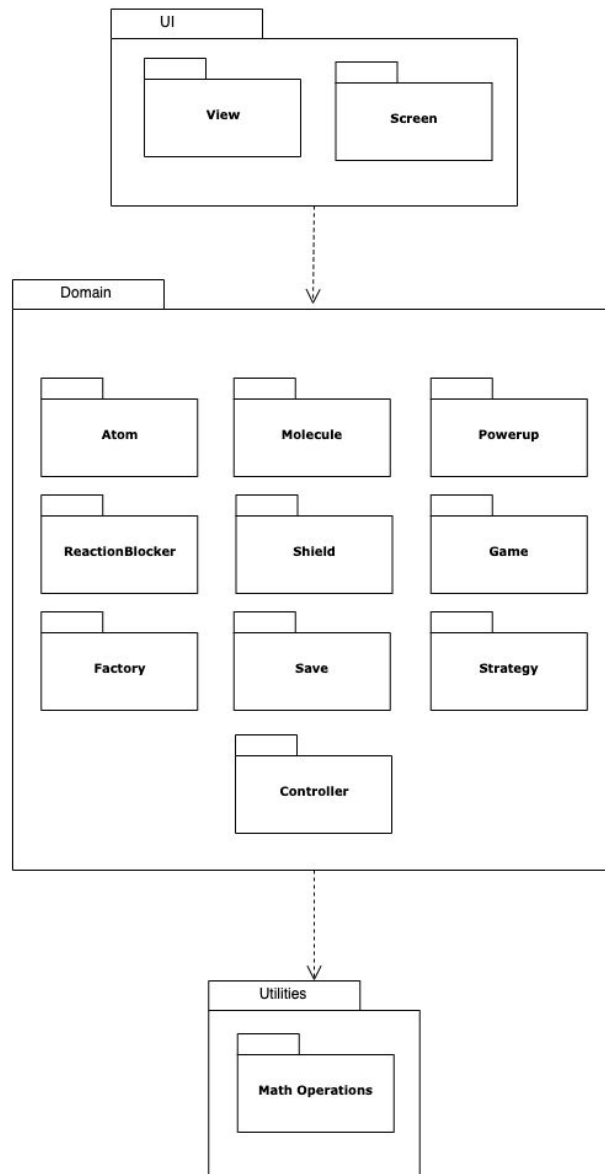 UI
View
Screen
Domain
Atom
Molecule
Powerup
ReactionBlocker
Shield
Game
Factory
Save
Strategy
Controller
Utilities
Math Operations